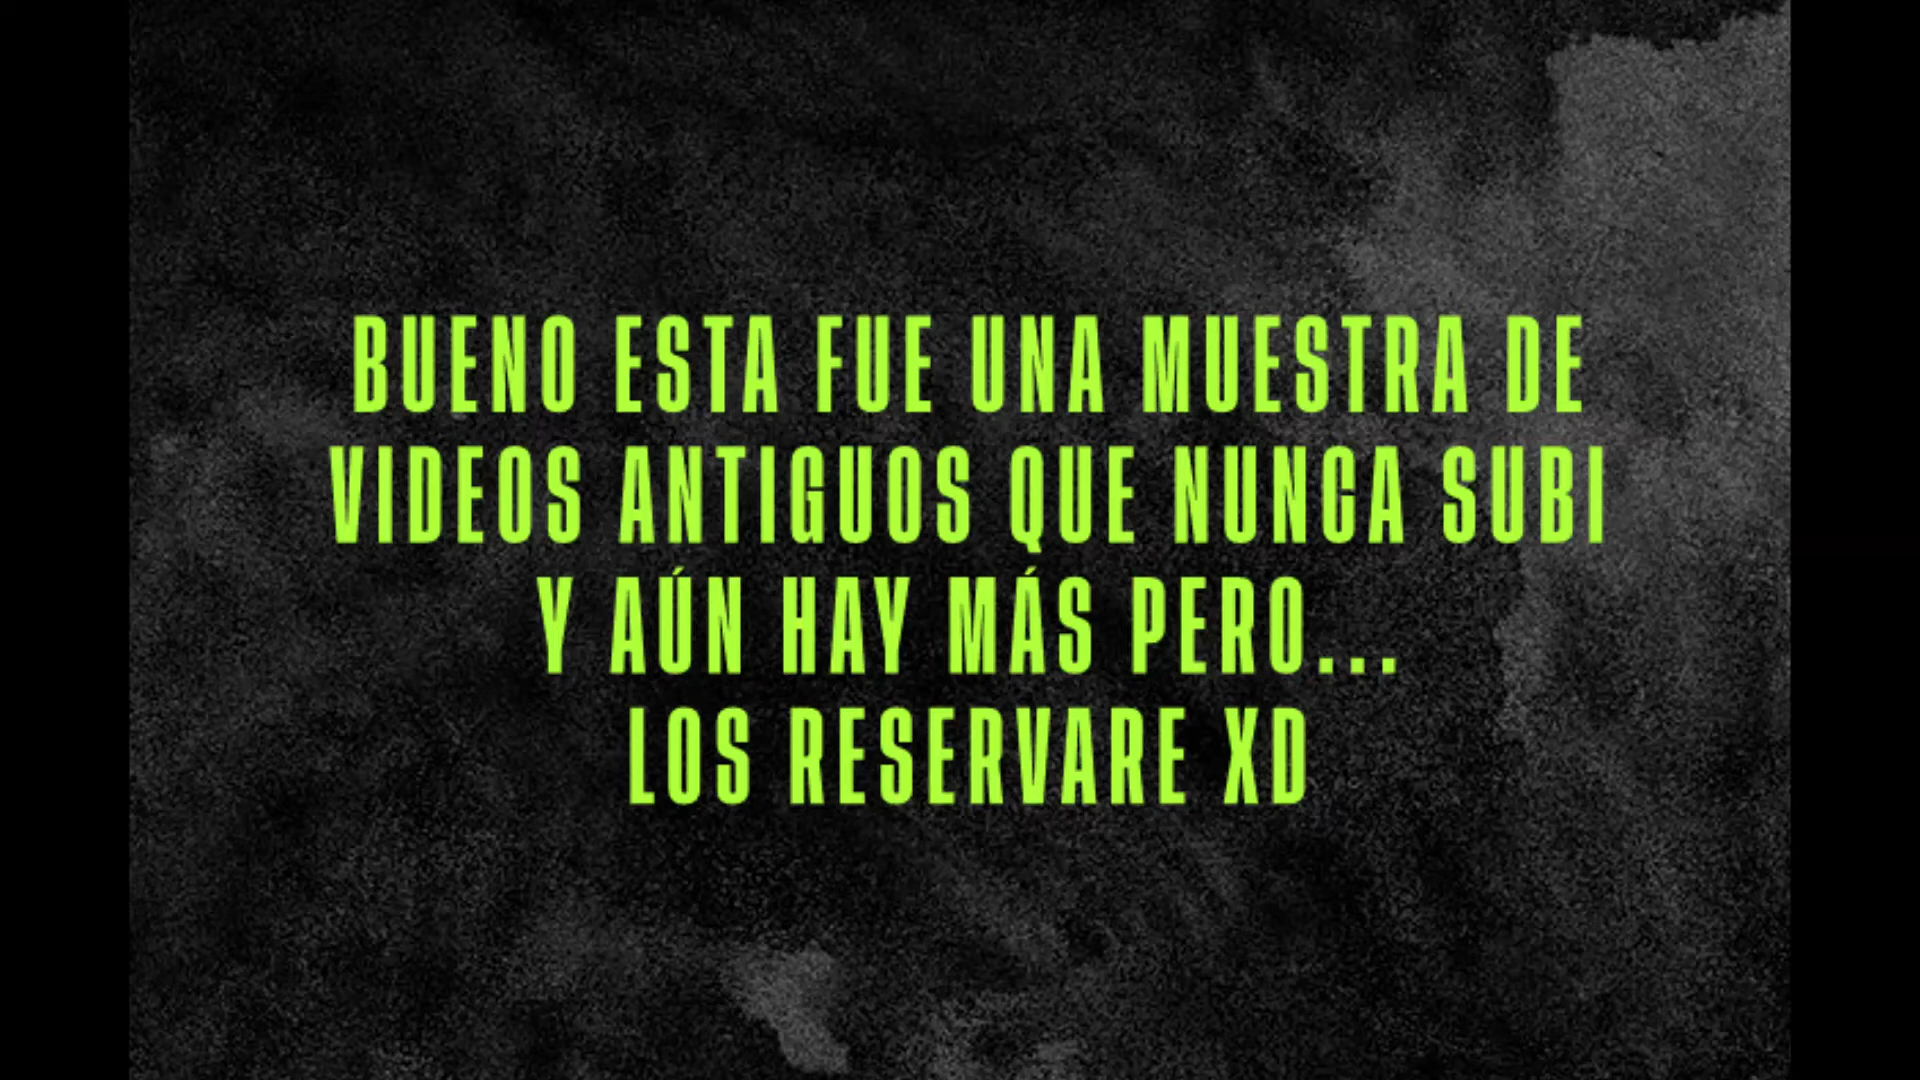 BUENO ESTA FUE UNA MUESTRA DE
VIDEOS ANTIGUOS QUE NUNCA SUBI
Y AÚN HAY MÁS PERO...
LOS RESERVARE XD